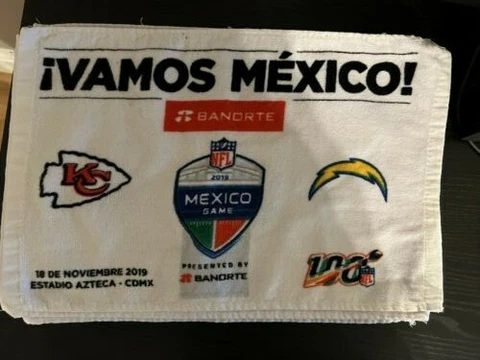 ¡VAMOS MÉXICO!
BANORTE
NFL
2019
KC
MEXICO
GAME
PRESENTED BY
BANORTE
18 DE NOVIEMBRE 2019
ESTADIO AZTECA - CDMX
100
NFL